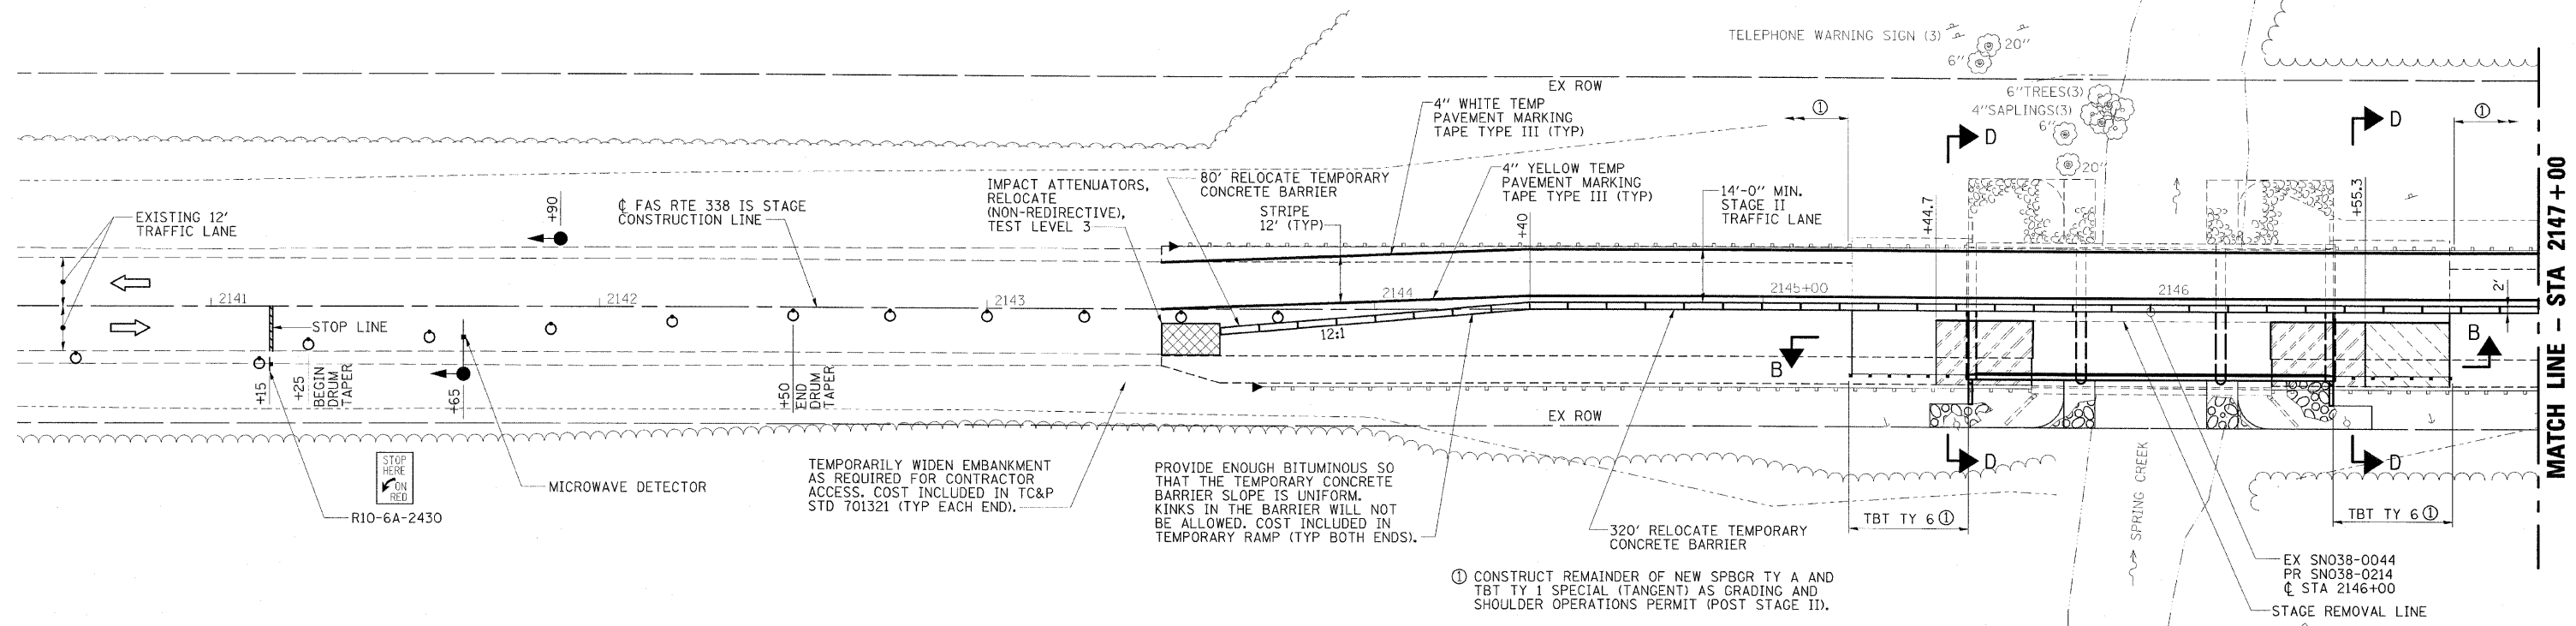 TELEPHONE WARNING SIGN (3)
20"
6"
EX ROW
6"TREES(3)
4"SAPLINGS(3)
6"
20"
①
①
D
D
4" WHITE TEMP
PAVEMENT MARKING
TAPE TYPE III (TYP)
4" YELLOW TEMP
PAVEMENT MARKING
TAPE TYPE III (TYP)
80' RELOCATE TEMPORARY
CONCRETE BARRIER
STRIPE
12' (TYP)
IMPACT ATTENUATORS,
RELOCATE
(NON-REDIRECTIVE),
TEST LEVEL 3
14'-0" MIN.
STAGE II
TRAFFIC LANE
+40
+44.7
+55.3
EXISTING 12'
TRAFFIC LANE
+90
℄ FAS RTE 338 IS STAGE
CONSTRUCTION LINE
2141
2142
2143
2144
2145+00
2146
2'
MATCH LINE - STA 2147+00
STOP LINE
12:1
B
B
+15
+25
BEGIN
DRUM
TAPER
+65
+50
END
DRUM
TAPER
EX ROW
STOP
HERE
ON
RED
R10-6A-2430
MICROWAVE DETECTOR
TEMPORARILY WIDEN EMBANKMENT
AS REQUIRED FOR CONTRACTOR
ACCESS. COST INCLUDED IN TC&P
STD 701321 (TYP EACH END).
PROVIDE ENOUGH BITUMINOUS SO
THAT THE TEMPORARY CONCRETE
BARRIER SLOPE IS UNIFORM.
KINKS IN THE BARRIER WILL NOT
BE ALLOWED. COST INCLUDED IN
TEMPORARY RAMP (TYP BOTH ENDS).
320' RELOCATE TEMPORARY
CONCRETE BARRIER
D
D
TBT TY 6 ①
TBT TY 6 ①
SPRING CREEK
EX SN038-0044
PR SN038-0214
℄ STA 2146+00
STAGE REMOVAL LINE
① CONSTRUCT REMAINDER OF NEW SPBGR TY A AND
TBT TY 1 SPECIAL (TANGENT) AS GRADING AND
SHOULDER OPERATIONS PERMIT (POST STAGE II).